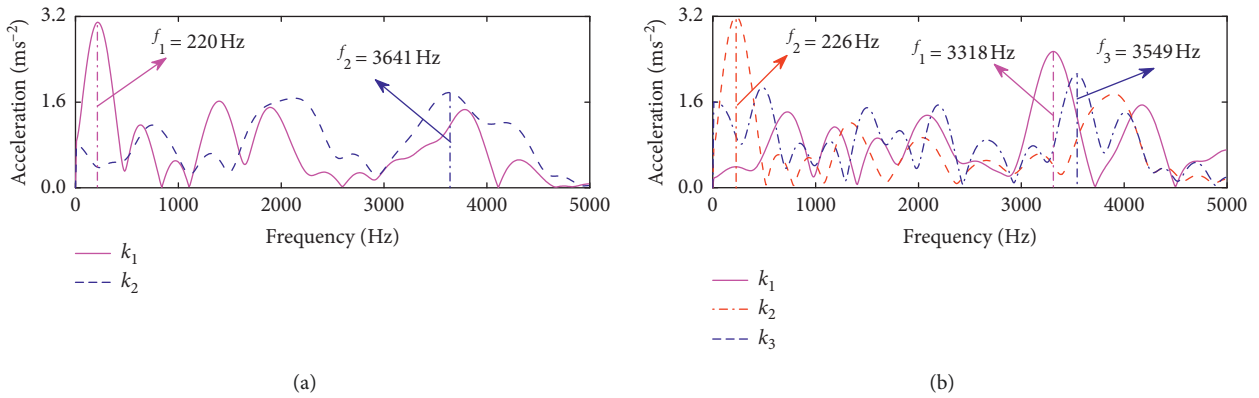 3.2
1.6
0.0
Acceleration (ms⁻²)
f₁ = 220 Hz
f₂ = 3641 Hz
0 1000 2000 3000 4000 5000
Frequency (Hz)
k₁
k₂
(a)
3.2
1.6
0.0
Acceleration (ms⁻²)
f₂ = 226 Hz
f₁ = 3318 Hz
f₃ = 3549 Hz
0 1000 2000 3000 4000 5000
Frequency (Hz)
k₁
k₂
k₃
(b)